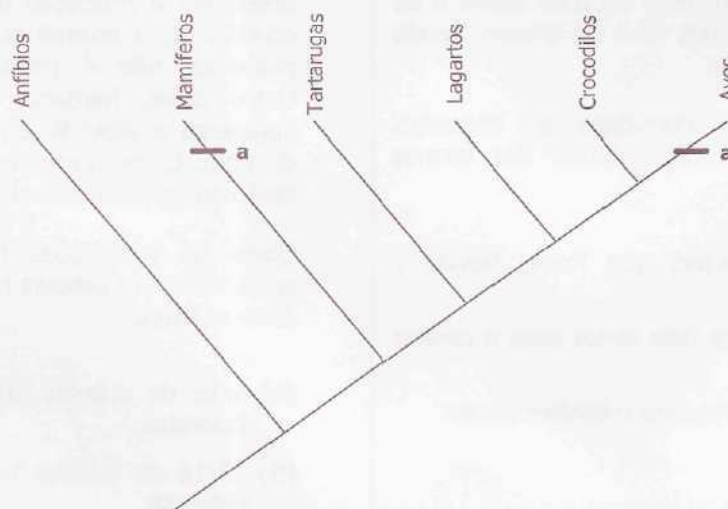 Anfíbios
Mamíferos
Tartarugas
Lagartos
Crocodilos
Aves
a
a